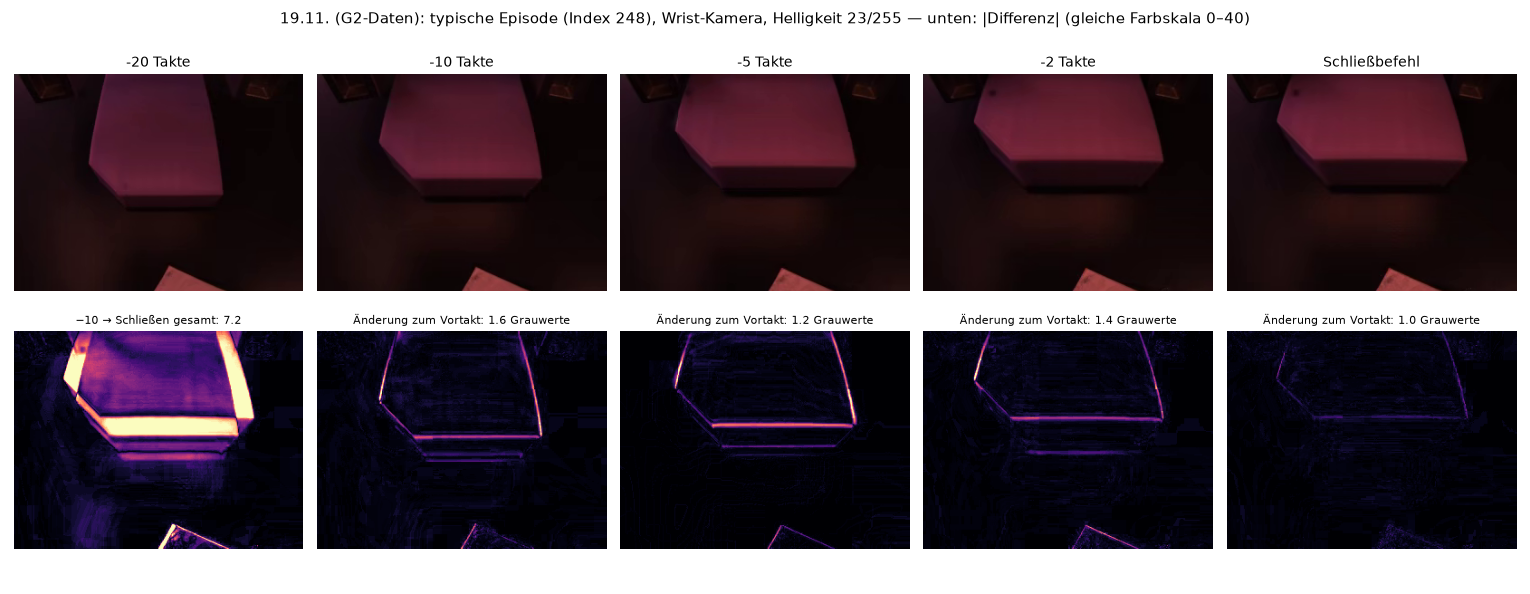 19.11. (G2-Daten): typische Episode (Index 248), Wrist-Kamera, Helligkeit 23/255 — unten: |Differenz| (gleiche Farbskala 0–40)
-20 Takte
-10 Takte
-5 Takte
-2 Takte
Schließbefehl
−10 → Schließen gesamt: 7.2
Änderung zum Vortakt: 1.6 Grauwerte
Änderung zum Vortakt: 1.2 Grauwerte
Änderung zum Vortakt: 1.4 Grauwerte
Änderung zum Vortakt: 1.0 Grauwerte